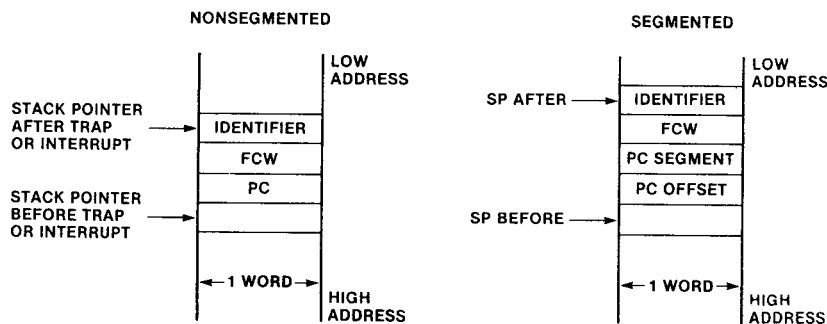 NONSEGMENTED
LOW
ADDRESS
STACK POINTER
AFTER TRAP
OR INTERRUPT
IDENTIFIER
FCW
PC
STACK POINTER
BEFORE TRAP
OR INTERRUPT
1 WORD
HIGH
ADDRESS
SEGMENTED
LOW
ADDRESS
SP AFTER
IDENTIFIER
FCW
PC SEGMENT
PC OFFSET
SP BEFORE
1 WORD
HIGH
ADDRESS